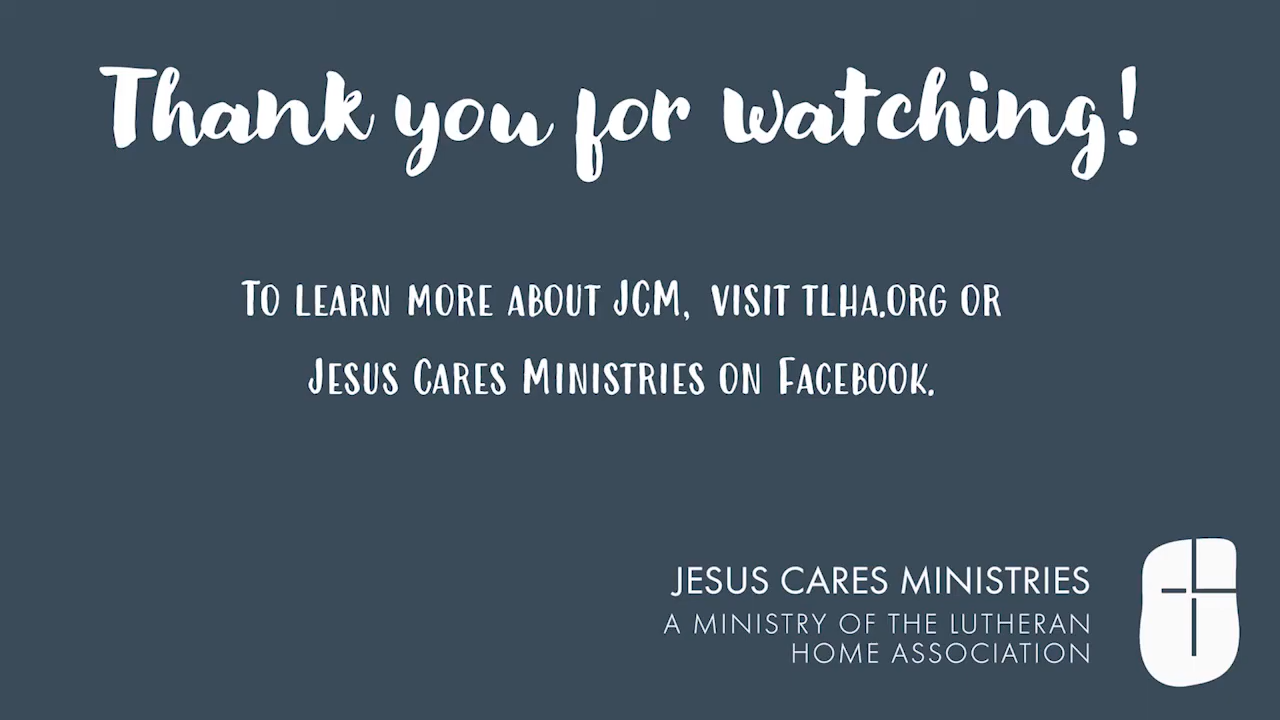 Thank you for watching!
To learn more about JCM, visit tlha.org or
Jesus Cares Ministries on Facebook.
JESUS CARES MINISTRIES
A MINISTRY OF THE LUTHERAN
HOME ASSOCIATION